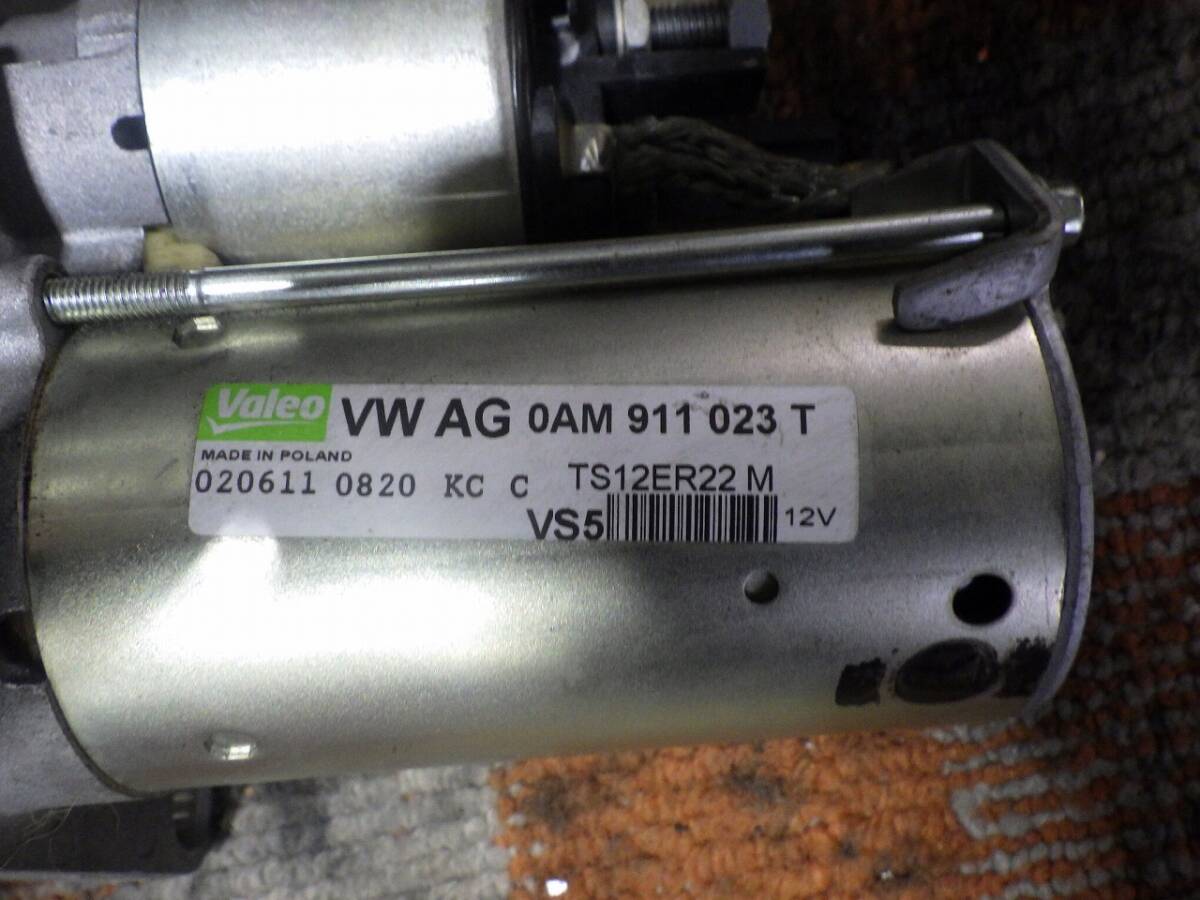 Valeo VW AG 0AM 911 023 T
MADE IN POLAND
020611 0820 KC C TS12ER22 M
VS5 12V